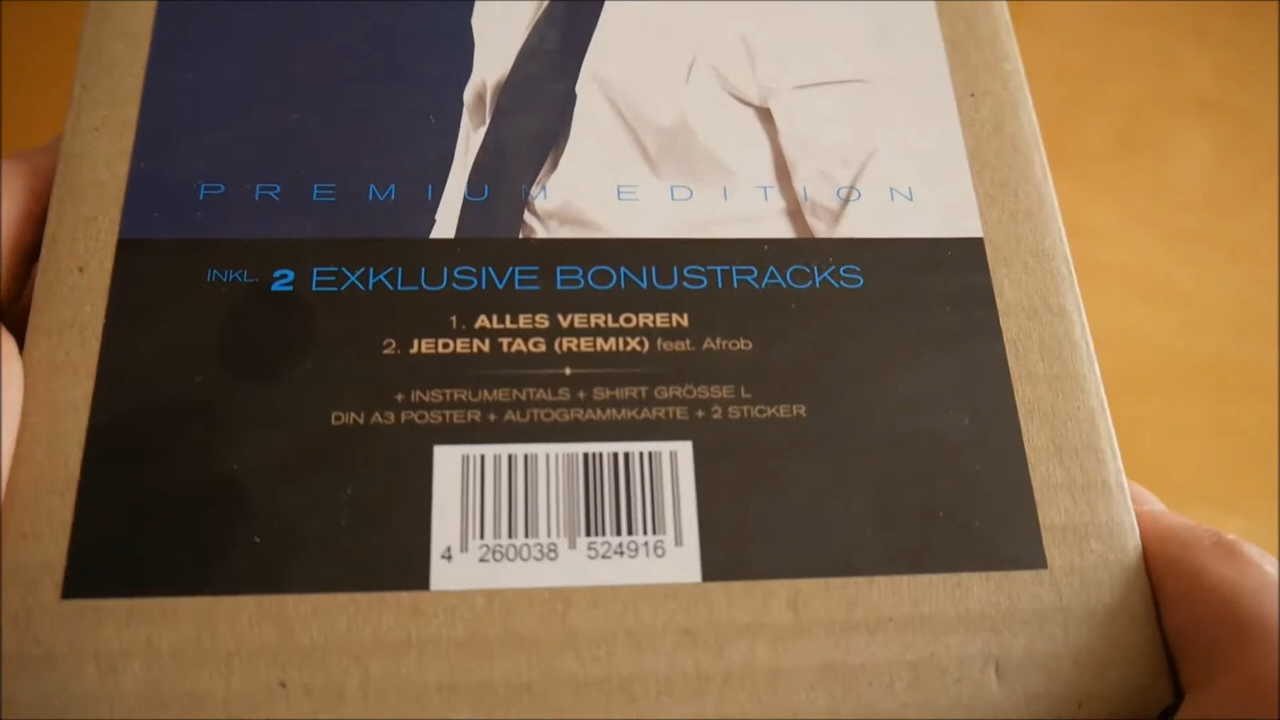 PREMIUM EDITION
INKL. 2 EXKLUSIVE BONUSTRACKS
1. ALLES VERLOREN
2. JEDEN TAG (REMIX) feat. Afrob
+ INSTRUMENTALS + SHIRT GRÖSSE L
DIN A3 POSTER + AUTOGRAMMKARTE + 2 STICKER
4 260038 524916